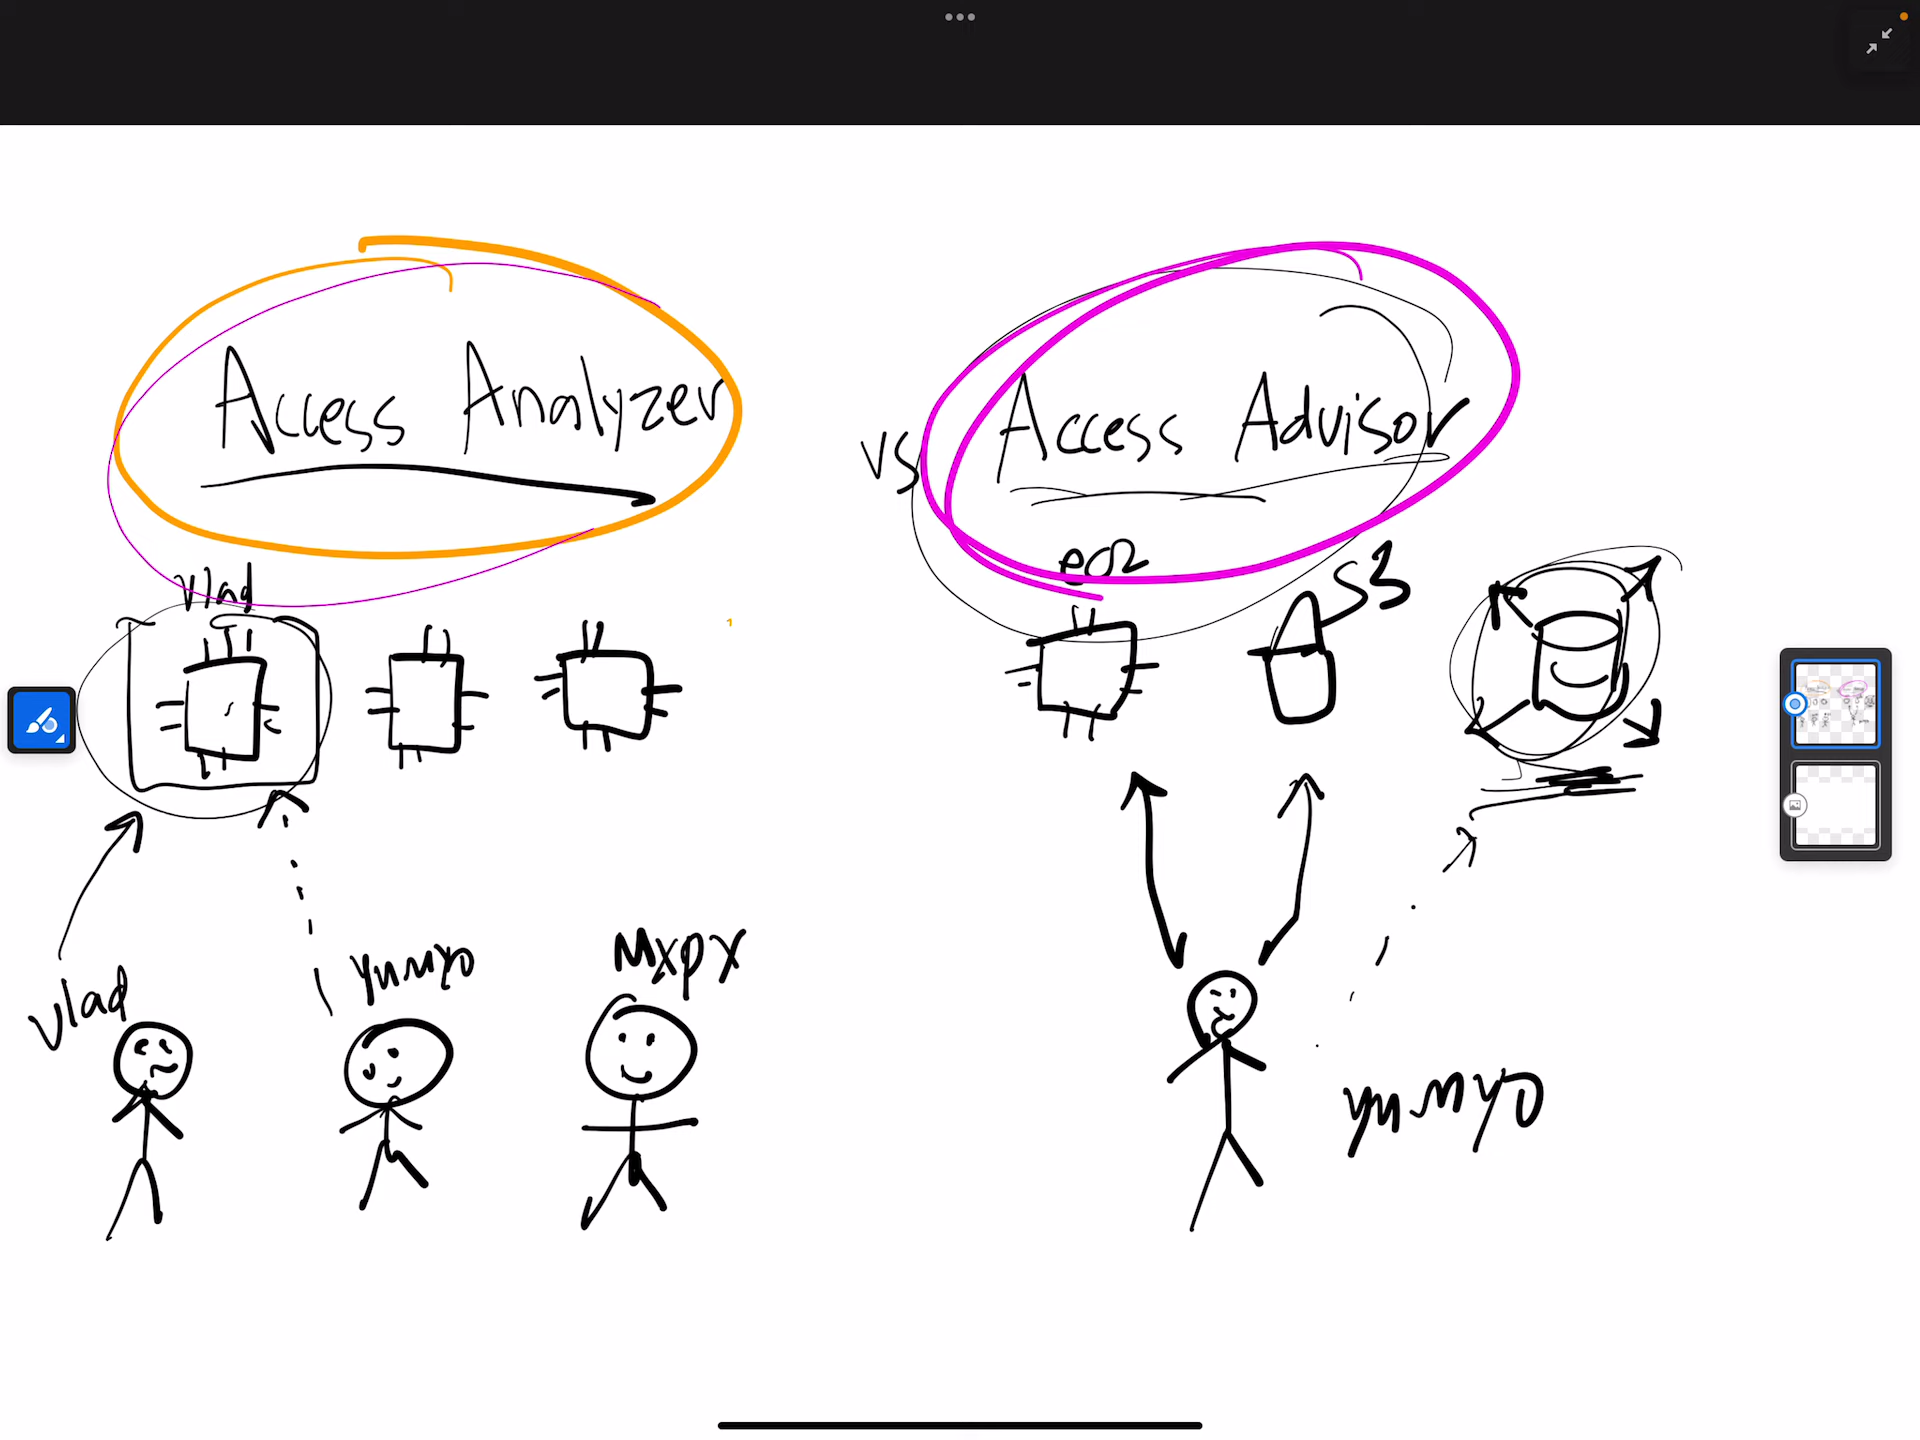 Access Analyzer
vs
Access Advisor
ec2
S3
Vlad
Vlad
yumyo
Mxpx
yumyo